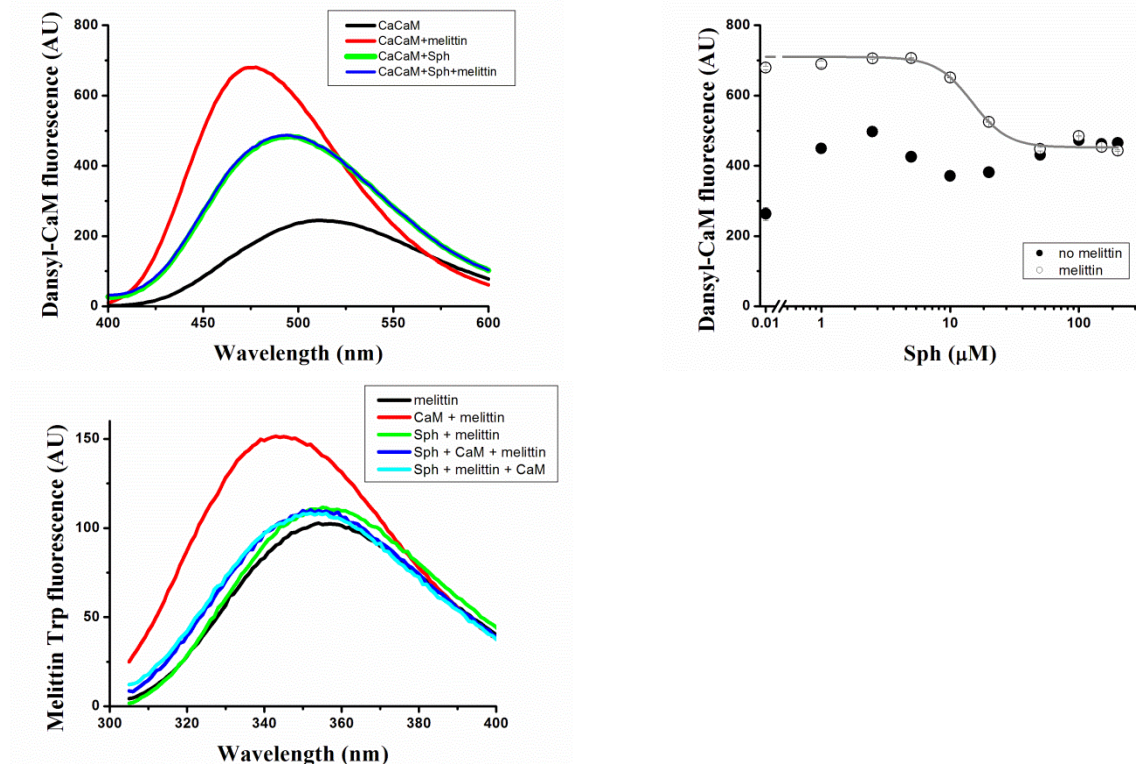 Dansyl-CaM fluorescence (AU)
800
600
400
200
0
CaCaM
CaCaM+melittin
CaCaM+Sph
CaCaM+Sph+melittin
400 450 500 550 600
Wavelength (nm)
Dansyl-CaM fluorescence (AU)
800
600
400
200
0
no melittin
melittin
0.01 1 10 100
Sph (μM)
Melittin Trp fluorescence (AU)
150
100
50
0
melittin
CaM + melittin
Sph + melittin
Sph + CaM + melittin
Sph + melittin + CaM
300 320 340 360 380 400
Wavelength (nm)